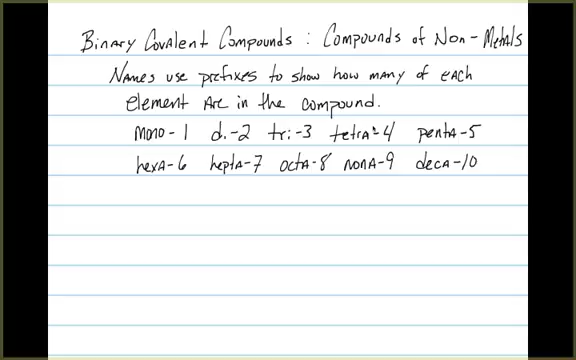 Binary Covalent Compounds : Compounds of Non-Metals
Names use prefixes to show how many of each
element are in the compound.
mono-1 di-2 tri-3 tetra-4 penta-5
hexa-6 hepta-7 octa-8 nona-9 deca-10